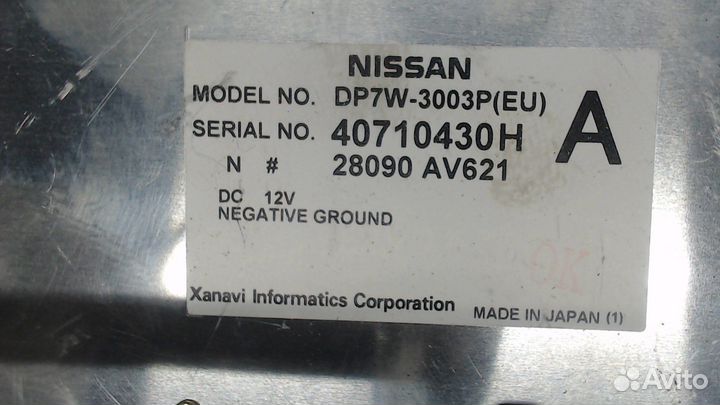 NISSAN
MODEL NO. DP7W-3003P(EU)
SERIAL NO. 40710430H A
N # 28090 AV621
DC 12V
NEGATIVE GROUND
OK
Xanavi Informatics Corporation MADE IN JAPAN (1)
Avito